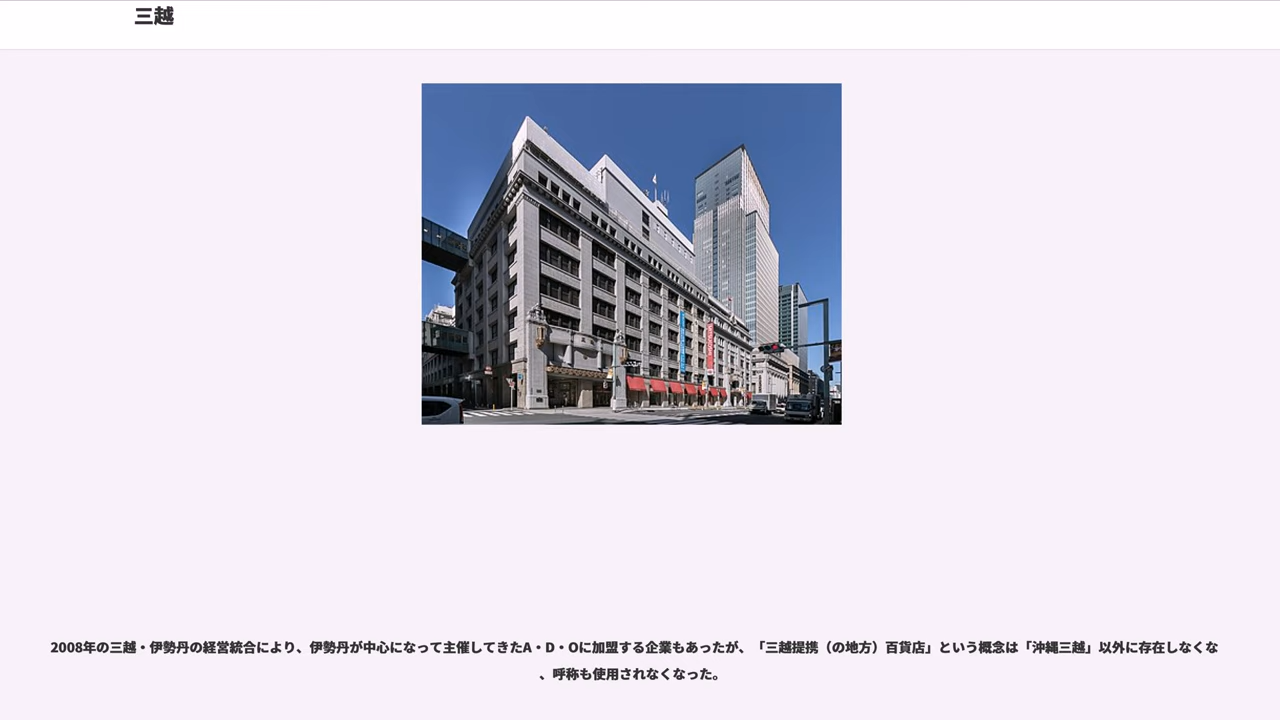 三越
2008年の三越・伊勢丹の経営統合により、伊勢丹が中心になって主催してきたA・D・Oに加盟する企業もあったが、「三越提携（の地方）百貨店」という概念は「沖縄三越」以外に存在しなくな
、呼称も使用されなくなった。